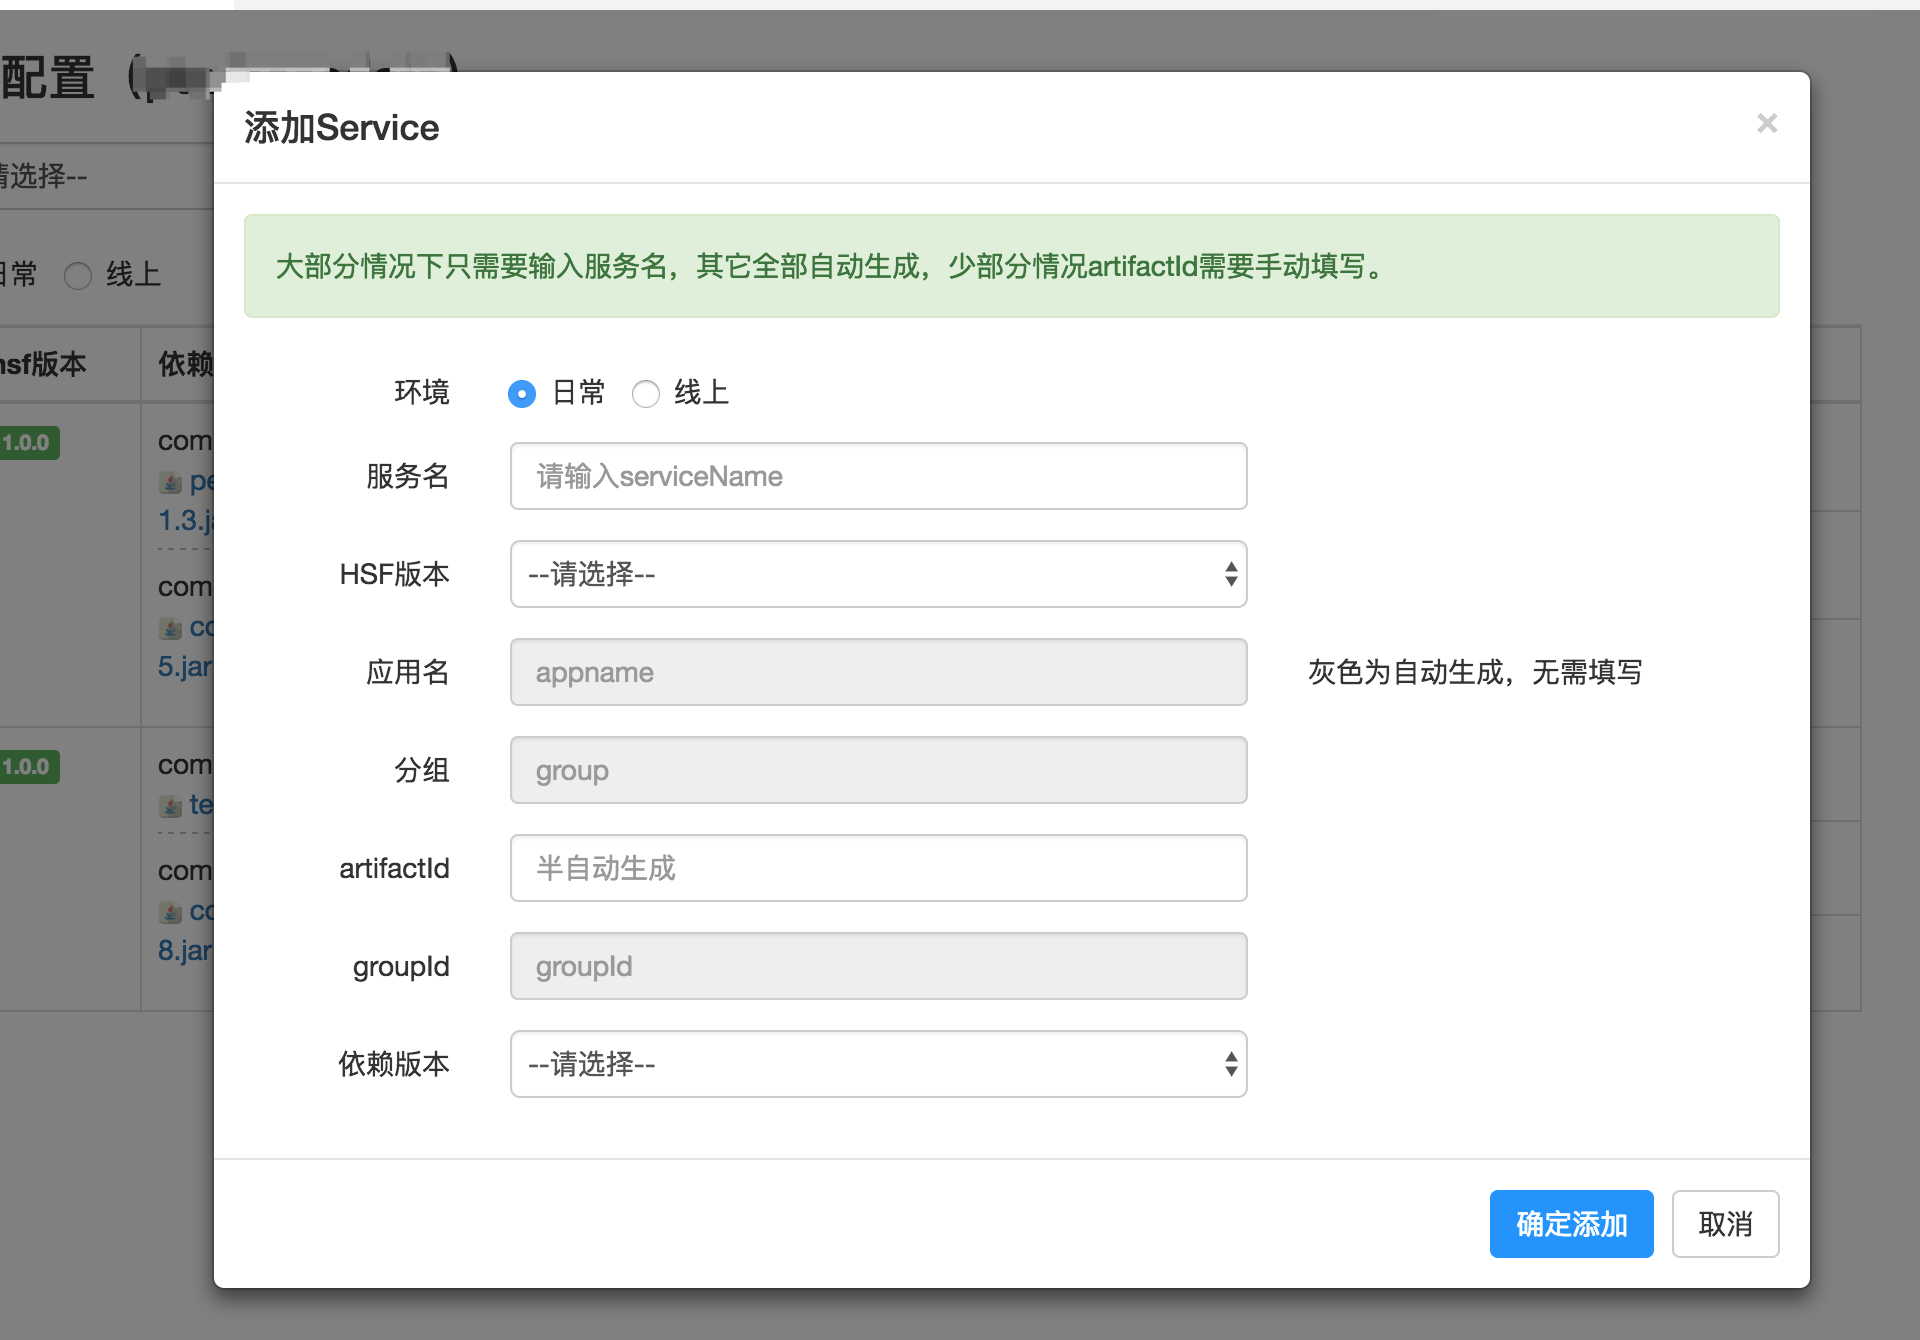 配置
添加Service
×
请选择--
大部分情况下只需要输入服务名，其它全部自动生成，少部分情况artifactId需要手动填写。
日常 线上
hsf版本 依赖
环境 日常 线上
1.0.0 com
服务名 请输入serviceName
pe
1.3.ja
HSF版本 --请选择--
com
co
5.jar
应用名 appname 灰色为自动生成，无需填写
1.0.0 com
分组 group
te
artifactId 半自动生成
com
co
8.jar
groupId groupId
依赖版本 --请选择--
确定添加 取消